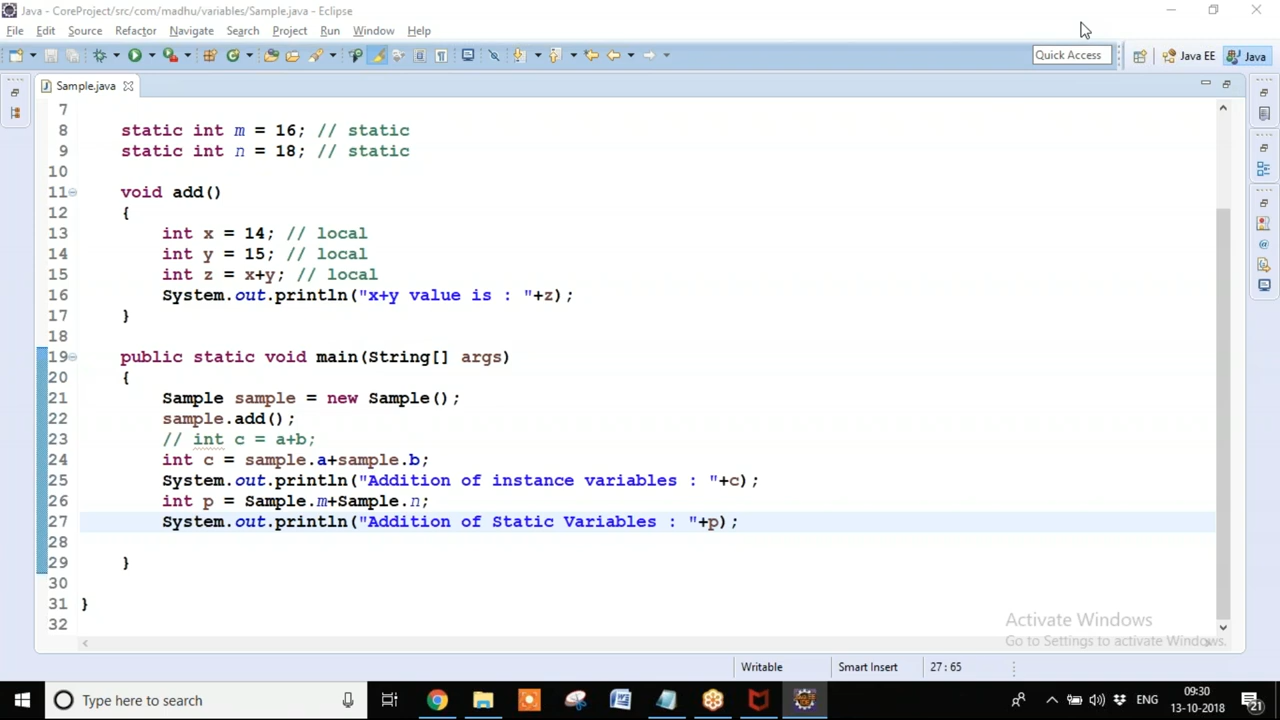 Java - CoreProject/src/com/madhu/variables/Sample.java - Eclipse
File Edit Source Refactor Navigate Search Project Run Window Help
Quick Access Java EE Java
Sample.java
7
8 static int m = 16; // static
9 static int n = 18; // static
10
11 void add()
12 {
13 int x = 14; // local
14 int y = 15; // local
15 int z = x+y; // local
16 System.out.println("x+y value is : "+z);
17 }
18
19 public static void main(String[] args)
20 {
21 Sample sample = new Sample();
22 sample.add();
23 // int c = a+b;
24 int c = sample.a+sample.b;
25 System.out.println("Addition of instance variables : "+c);
26 int p = Sample.m+Sample.n;
27 System.out.println("Addition of Static Variables : "+p);
28
29 }
30
31 }
32
Activate Windows
Go to Settings to activate Windows.
Writable Smart Insert 27 : 65
Type here to search
ENG
09:30
13-10-2018
21